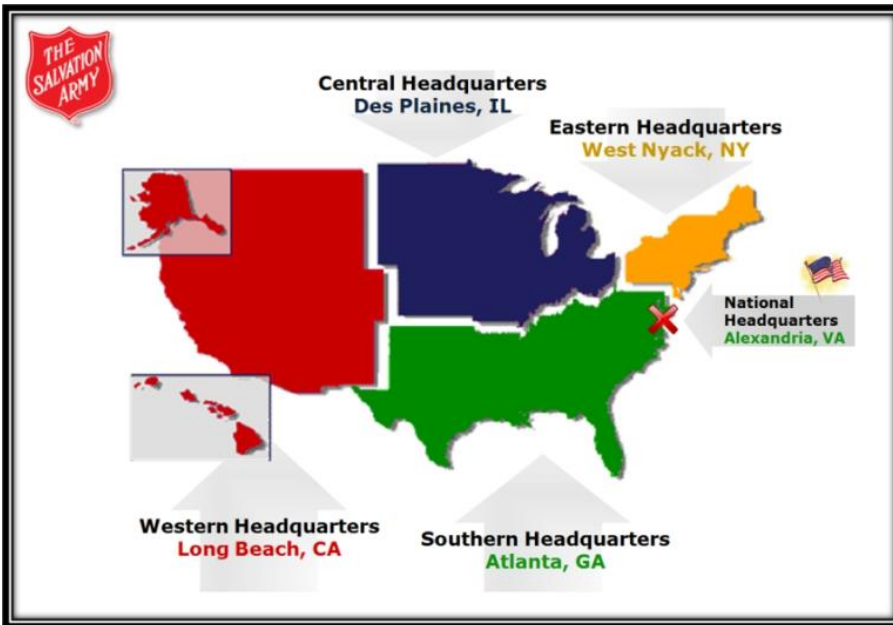 THE
SALVATION
ARMY
Central Headquarters
Des Plaines, IL
Eastern Headquarters
West Nyack, NY
National
Headquarters
Alexandria, VA
Western Headquarters
Long Beach, CA
Southern Headquarters
Atlanta, GA